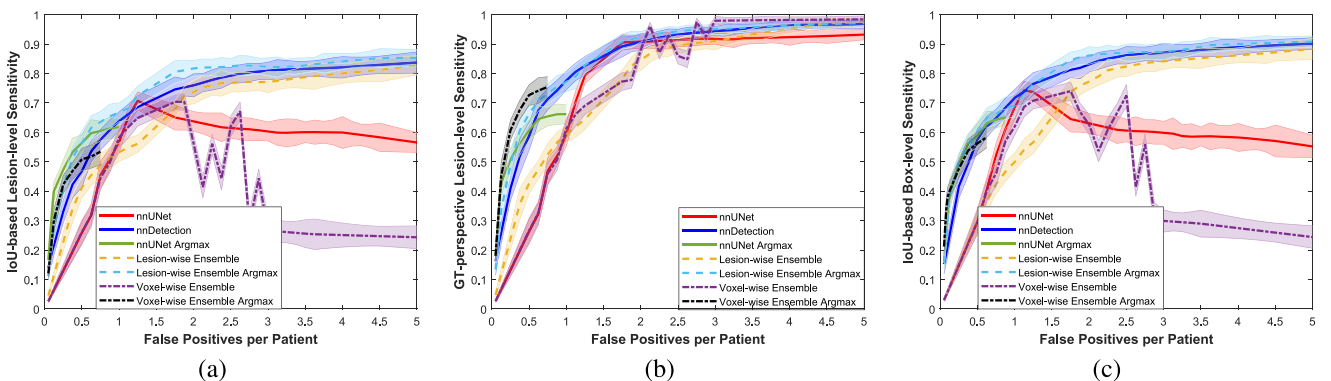 IoU-based Lesion-level Sensitivity
1
0.9
0.8
0.7
0.6
0.5
0.4
0.3
0.2
0.1
0
nnUNet
nnDetection
nnUNet Argmax
Lesion-wise Ensemble
Lesion-wise Ensemble Argmax
Voxel-wise Ensemble
Voxel-wise Ensemble Argmax
0 0.5 1 1.5 2 2.5 3 3.5 4 4.5 5
False Positives per Patient
(a)
GT-perspective Lesion-level Sensitivity
1
0.9
0.8
0.7
0.6
0.5
0.4
0.3
0.2
0.1
0
nnUNet
nnDetection
nnUNet Argmax
Lesion-wise Ensemble
Lesion-wise Ensemble Argmax
Voxel-wise Ensemble
Voxel-wise Ensemble Argmax
0 0.5 1 1.5 2 2.5 3 3.5 4 4.5 5
False Positives per Patient
(b)
IoU-based Box-level Sensitivity
1
0.9
0.8
0.7
0.6
0.5
0.4
0.3
0.2
0.1
0
nnUNet
nnDetection
nnUNet Argmax
Lesion-wise Ensemble
Lesion-wise Ensemble Argmax
Voxel-wise Ensemble
Voxel-wise Ensemble Argmax
0 0.5 1 1.5 2 2.5 3 3.5 4 4.5 5
False Positives per Patient
(c)